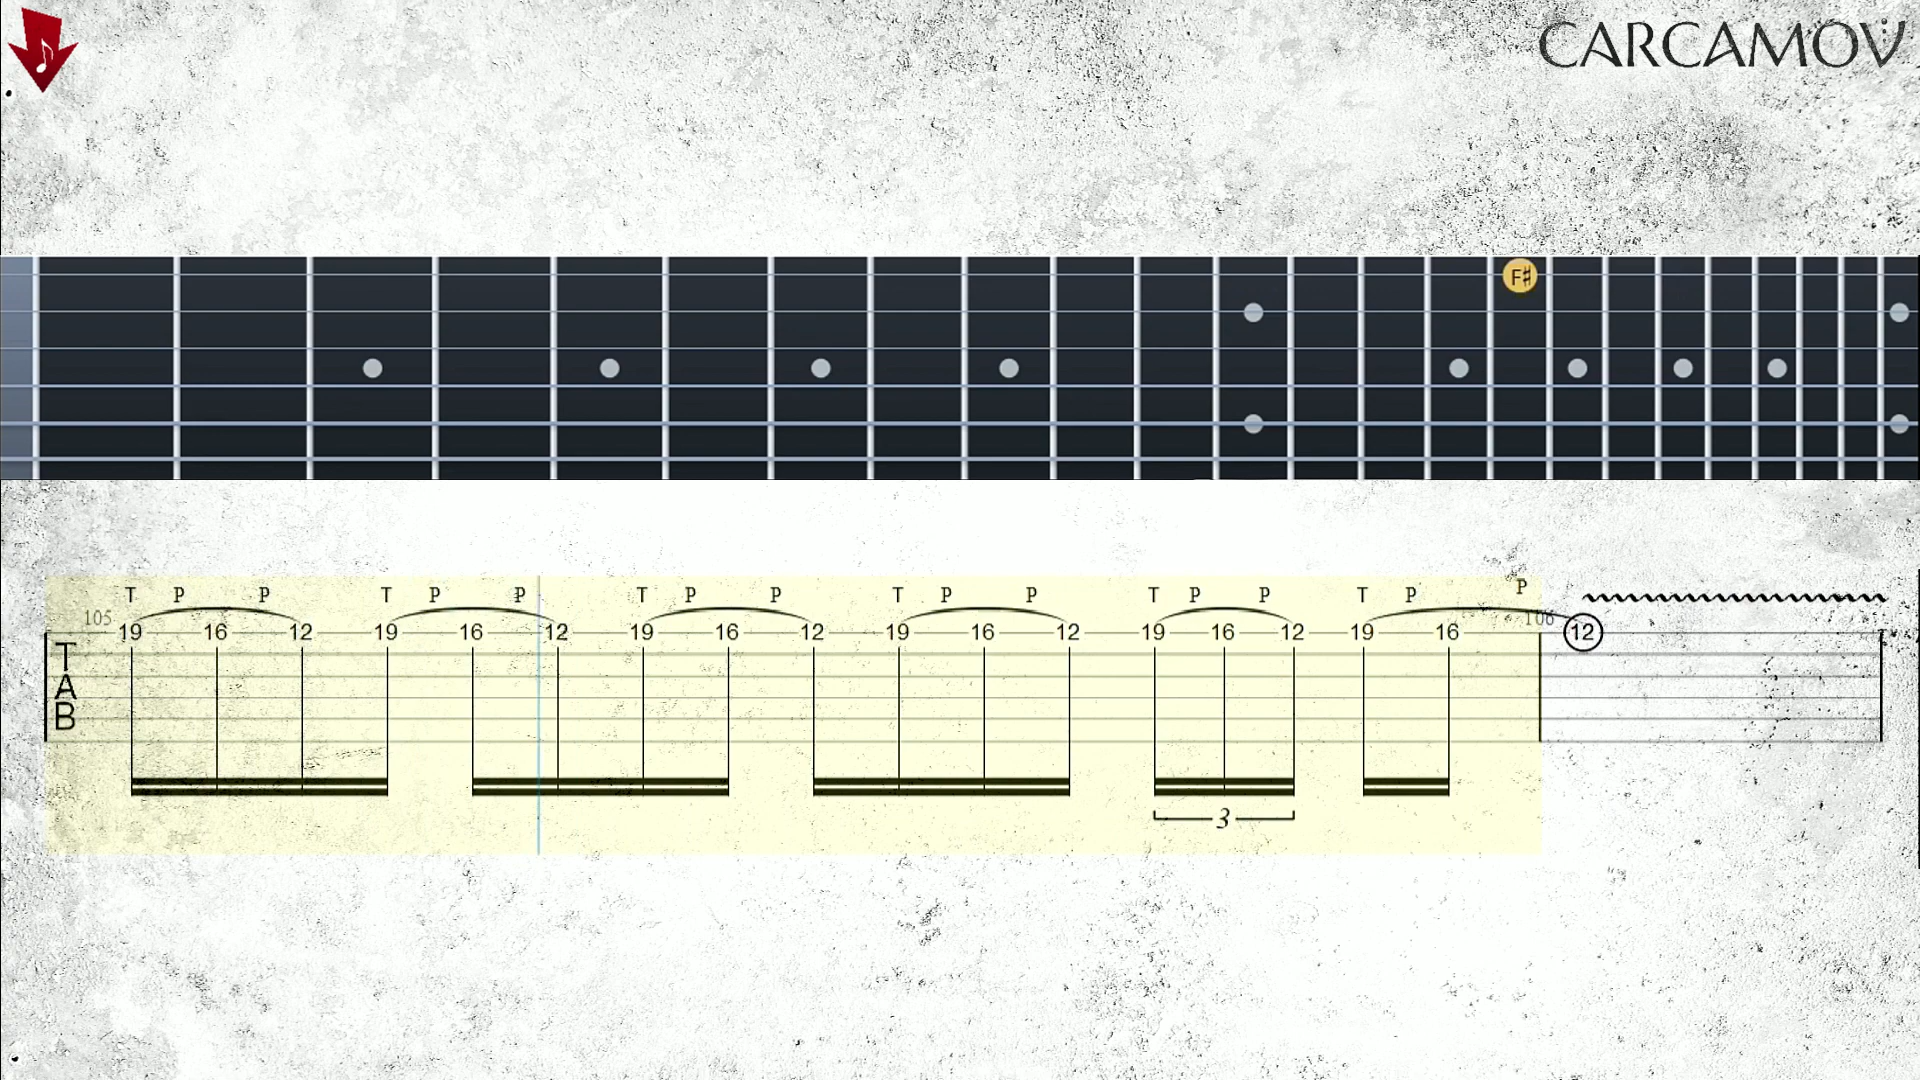 CARCAMOV
F♯
T P P T P P T P P T P P T P P T P P
105 106
19 16 12 19 16 12 19 16 12 19 16 12 19 16 12 19 16 12
T
A
B
3